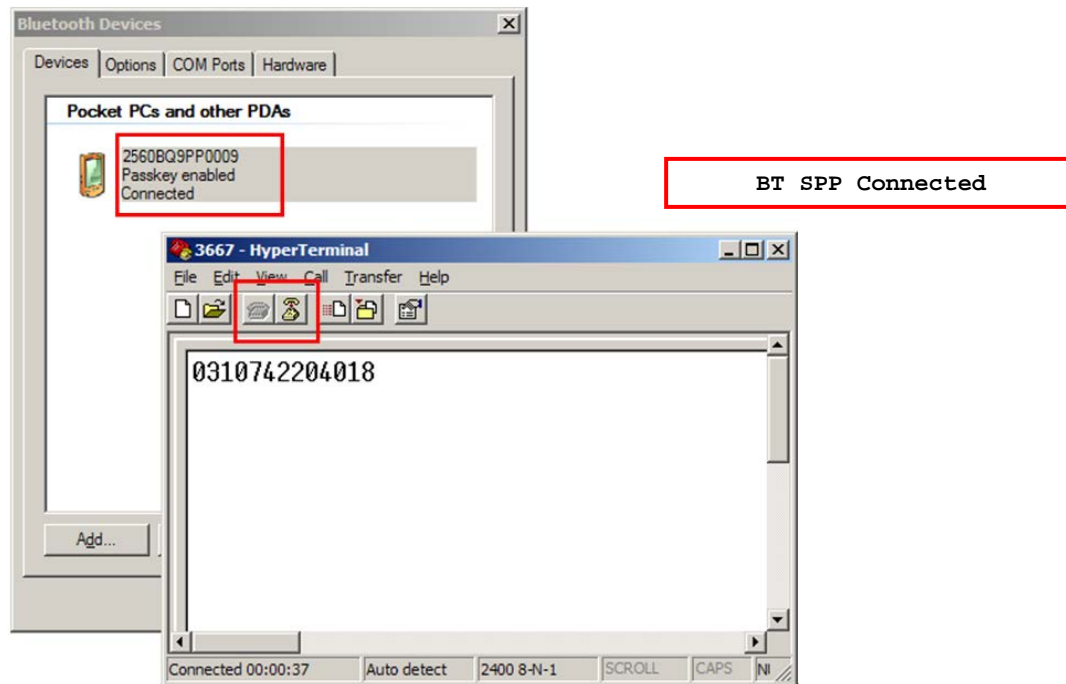 Bluetooth Devices
Devices Options COM Ports Hardware
Pocket PCs and other PDAs
2560BQ9PP0009
Passkey enabled
Connected
Add...
BT SPP Connected
3667 - HyperTerminal
File Edit View Call Transfer Help
0310742204018
Connected 00:00:37 Auto detect 2400 8-N-1 SCROLL CAPS